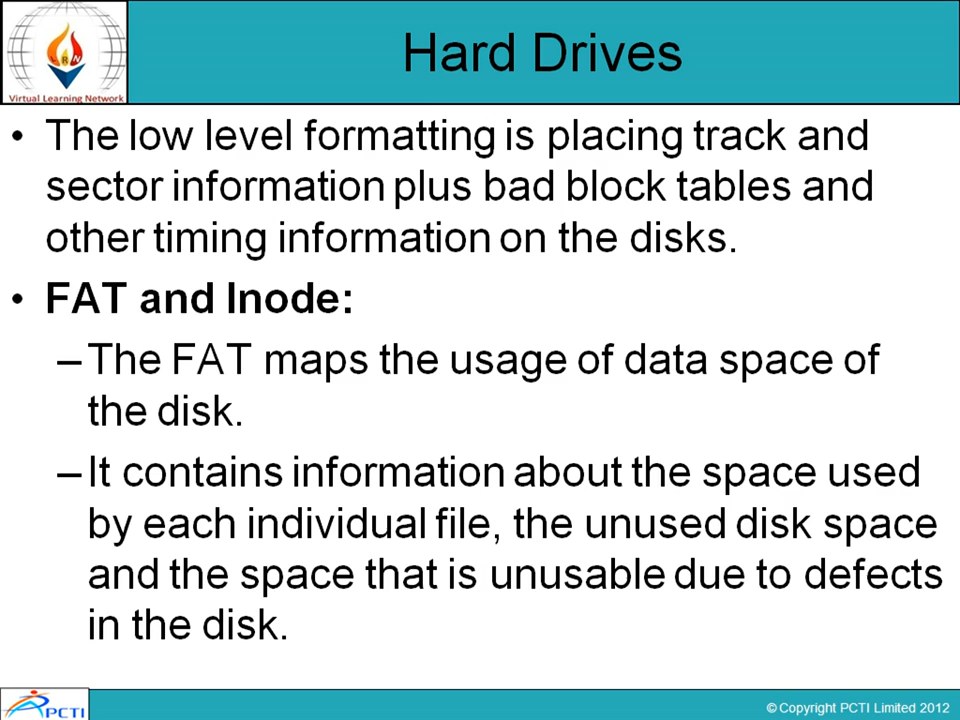 Hard Drives
RN
Virtual Learning Network
• The low level formatting is placing track and
sector information plus bad block tables and
other timing information on the disks.
• FAT and Inode:
– The FAT maps the usage of data space of
the disk.
– It contains information about the space used
by each individual file, the unused disk space
and the space that is unusable due to defects
in the disk.
PCTI
© Copyright PCTI Limited 2012